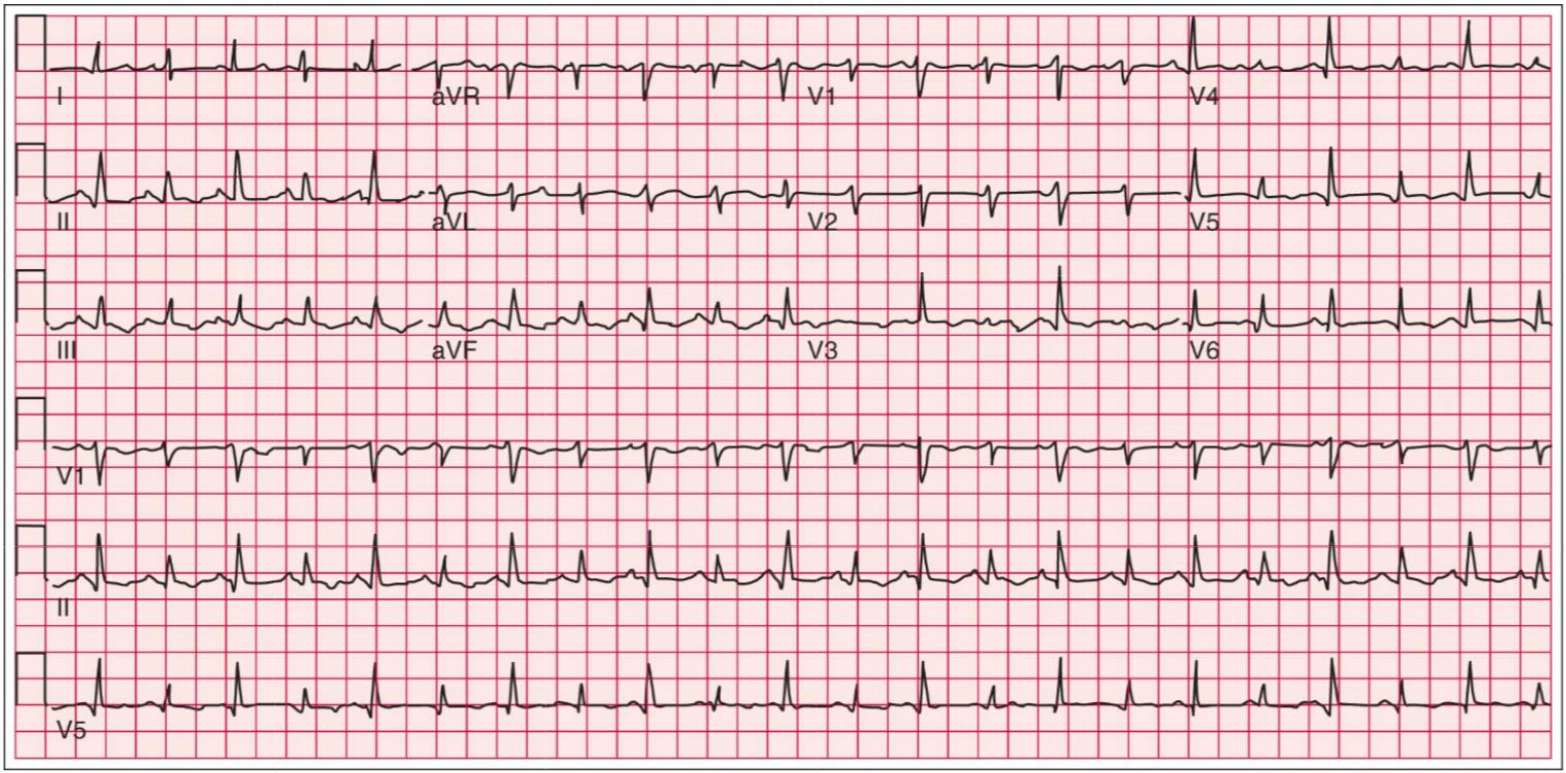 I aVR V1 V4
II aVL V2 V5
III aVF V3 V6
V1
II
V5